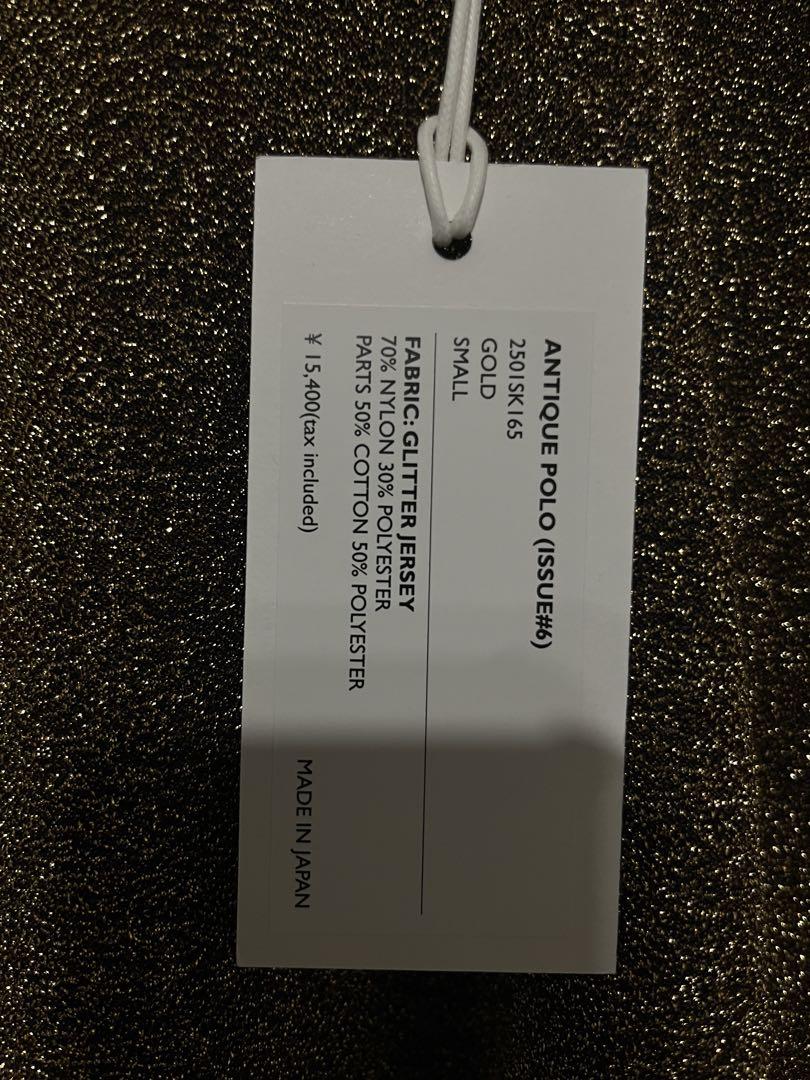 ANTIQUE POLO (ISSUE#6)
2501SK165
GOLD
SMALL
FABRIC: GLITTER JERSEY
70% NYLON 30% POLYESTER
PARTS 50% COTTON 50% POLYESTER
¥ 15,400(tax included)
MADE IN JAPAN